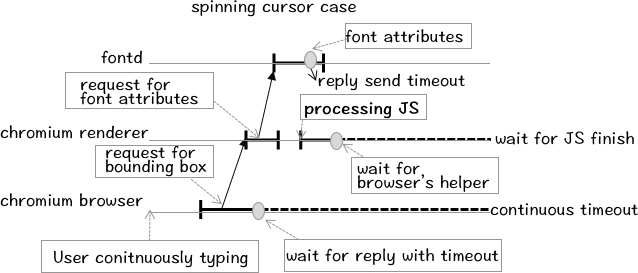 spinning cursor case
font attributes
fontd
reply send timeout
request for
font attributes
processing JS
chromium renderer
wait for JS finish
request for
bounding box
wait for
browser's helper
chromium browser
continuous timeout
User conitnuously typing
wait for reply with timeout